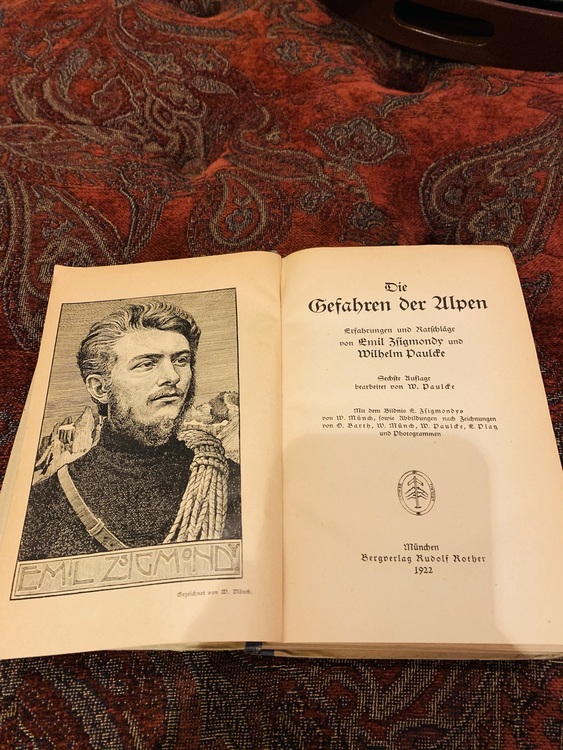 EMIL ZSIGMONDY
Gezeichnet von W. Münch.
Die
Gefahren der Alpen
Erfahrungen und Ratschläge
von Emil Zsigmondy und
Wilhelm Paulcke
Sechste Auflage
bearbeitet von W. Paulcke
Mit dem Bildnis E. Zsigmondys
von W. Münch, sowie Abbildungen nach Zeichnungen
von O. Barth, W. Münch, W. Paulcke, E. Platz
und Photogrammen
München
Bergverlag Rudolf Rother
1922